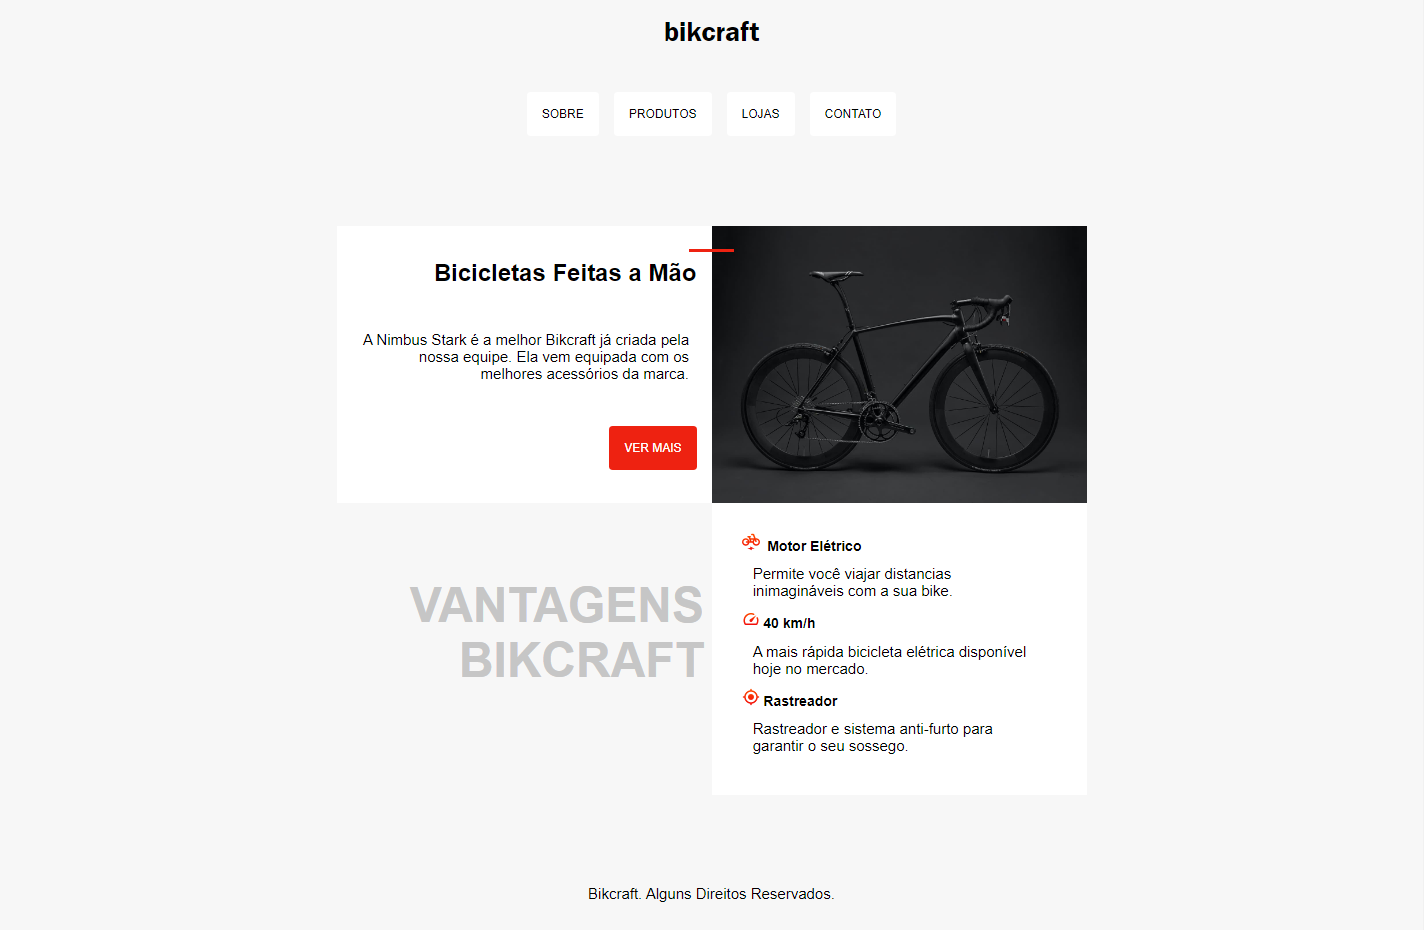 bikcraft
SOBRE
PRODUTOS
LOJAS
CONTATO
Bicicletas Feitas a Mão
A Nimbus Stark é a melhor Bikcraft já criada pela
nossa equipe. Ela vem equipada com os
melhores acessórios da marca.
VER MAIS
VANTAGENS
BIKCRAFT
Motor Elétrico
Permite você viajar distancias
inimagináveis com a sua bike.
40 km/h
A mais rápida bicicleta elétrica disponível
hoje no mercado.
Rastreador
Rastreador e sistema anti-furto para
garantir o seu sossego.
Bikcraft. Alguns Direitos Reservados.